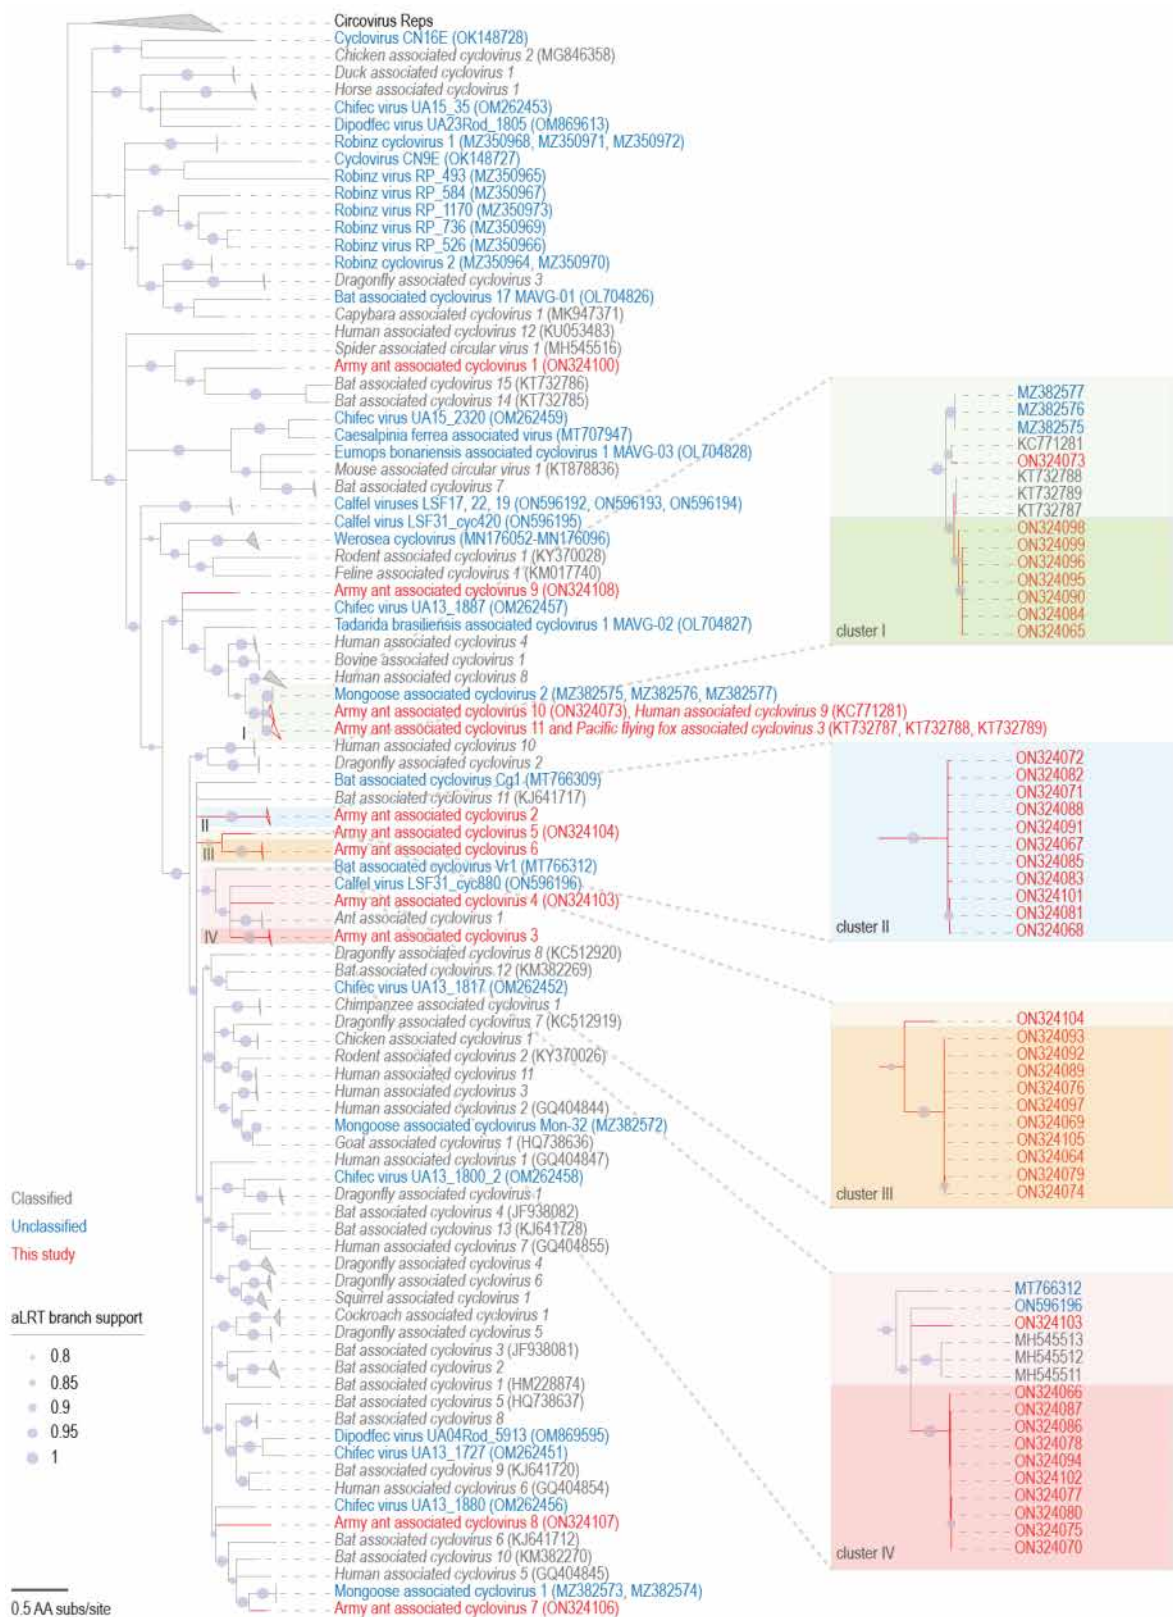 Circovirus Reps
Cyclovirus CN16E (OK148728)
Chicken associated cyclovirus 2 (MG846358)
Duck associated cyclovirus 1
Horse associated cyclovirus 1
Chifec virus UA15_35 (OM262453)
Dipodfec virus UA23Rod_1805 (OM869613)
Robinz cyclovirus 1 (MZ350968, MZ350971, MZ350972)
Cyclovirus CN9E (OK148727)
Robinz virus RP_493 (MZ350965)
Robinz virus RP_584 (MZ350967)
Robinz virus RP_1170 (MZ350973)
Robinz virus RP_736 (MZ350969)
Robinz virus RP_526 (MZ350966)
Robinz cyclovirus 2 (MZ350964, MZ350970)
Dragonfly associated cyclovirus 3
Bat associated cyclovirus 17 MAVG-01 (OL704826)
Capybara associated cyclovirus 1 (MK947371)
Human associated cyclovirus 12 (KU053483)
Spider associated circular virus 1 (MH545516)
Army ant associated cyclovirus 1 (ON324100)
Bat associated cyclovirus 15 (KT732786)
Bat associated cyclovirus 14 (KT732785)
Chifec virus UA15_2320 (OM262459)
Caesalpinia ferrea associated virus (MT707947)
Eumops bonariensis associated cyclovirus 1 MAVG-03 (OL704828)
Mouse associated circular virus 1 (KT878836)
Bat associated cyclovirus 7
Calfel viruses LSF17, 22, 19 (ON596192, ON596193, ON596194)
Calfel virus LSF31_cyc420 (ON596195)
Werosea cyclovirus (MN176052-MN176096)
Rodent associated cyclovirus 1 (KY370028)
Feline associated cyclovirus 1 (KM017740)
Army ant associated cyclovirus 9 (ON324108)
Chifec virus UA13_1887 (OM262457)
Tadarida brasiliensis associated cyclovirus 1 MAVG-02 (OL704827)
Human associated cyclovirus 4
Bovine associated cyclovirus 1
Human associated cyclovirus 8
Mongoose associated cyclovirus 2 (MZ382575, MZ382576, MZ382577)
Army ant associated cyclovirus 10 (ON324073), Human associated cyclovirus 9 (KC771281)
I Army ant associated cyclovirus 11 and Pacific flying fox associated cyclovirus 3 (KT732787, KT732788, KT732789)
Human associated cyclovirus 10
Dragonfly associated cyclovirus 2
Bat associated cyclovirus Cg1 (MT766309)
Bat associated cyclovirus 11 (KJ641717)
II Army ant associated cyclovirus 2
Army ant associated cyclovirus 5 (ON324104)
III Army ant associated cyclovirus 6
Bat associated cyclovirus Vr1 (MT766312)
Calfel virus LSF31_cyc880 (ON596196)
Army ant associated cyclovirus 4 (ON324103)
Ant associated cyclovirus 1
IV Army ant associated cyclovirus 3
Dragonfly associated cyclovirus 8 (KC512920)
Bat associated cyclovirus 12 (KM382269)
Chifec virus UA13_1817 (OM262452)
Chimpanzee associated cyclovirus 1
Dragonfly associated cyclovirus 7 (KC512919)
Chicken associated cyclovirus 1
Rodent associated cyclovirus 2 (KY370026)
Human associated cyclovirus 11
Human associated cyclovirus 3
Human associated cyclovirus 2 (GQ404844)
Mongoose associated cyclovirus Mon-32 (MZ382572)
Goat associated cyclovirus 1 (HQ738636)
Human associated cyclovirus 1 (GQ404847)
Chifec virus UA13_1800_2 (OM262458)
Dragonfly associated cyclovirus 1
Bat associated cyclovirus 4 (JF938082)
Bat associated cyclovirus 13 (KJ641728)
Human associated cyclovirus 7 (GQ404855)
Dragonfly associated cyclovirus 4
Dragonfly associated cyclovirus 6
Squirrel associated cyclovirus 1
Cockroach associated cyclovirus 1
Dragonfly associated cyclovirus 5
Bat associated cyclovirus 3 (JF938081)
Bat associated cyclovirus 2
Bat associated cyclovirus 1 (HM228874)
Bat associated cyclovirus 5 (HQ738637)
Bat associated cyclovirus 8
Dipodfec virus UA04Rod_5913 (OM869595)
Chifec virus UA13_1727 (OM262451)
Bat associated cyclovirus 9 (KJ641720)
Human associated cyclovirus 6 (GQ404854)
Chifec virus UA13_1880 (OM262456)
Army ant associated cyclovirus 8 (ON324107)
Bat associated cyclovirus 6 (KJ641712)
Bat associated cyclovirus 10 (KM382270)
Human associated cyclovirus 5 (GQ404845)
Mongoose associated cyclovirus 1 (MZ382573, MZ382574)
Army ant associated cyclovirus 7 (ON324106)
Classified
Unclassified
This study
aLRT branch support
0.8
0.85
0.9
0.95
1
0.5 AA subs/site
MZ382577
MZ382576
MZ382575
KC771281
ON324073
KT732788
KT732789
KT732787
ON324098
ON324099
ON324096
ON324095
ON324090
ON324084
ON324065
cluster I
ON324072
ON324082
ON324071
ON324088
ON324091
ON324067
ON324085
ON324083
ON324101
ON324081
ON324068
cluster II
ON324104
ON324093
ON324092
ON324089
ON324076
ON324097
ON324069
ON324105
ON324064
ON324079
ON324074
cluster III
MT766312
ON596196
ON324103
MH545513
MH545512
MH545511
ON324066
ON324087
ON324086
ON324078
ON324094
ON324102
ON324077
ON324080
ON324075
ON324070
cluster IV